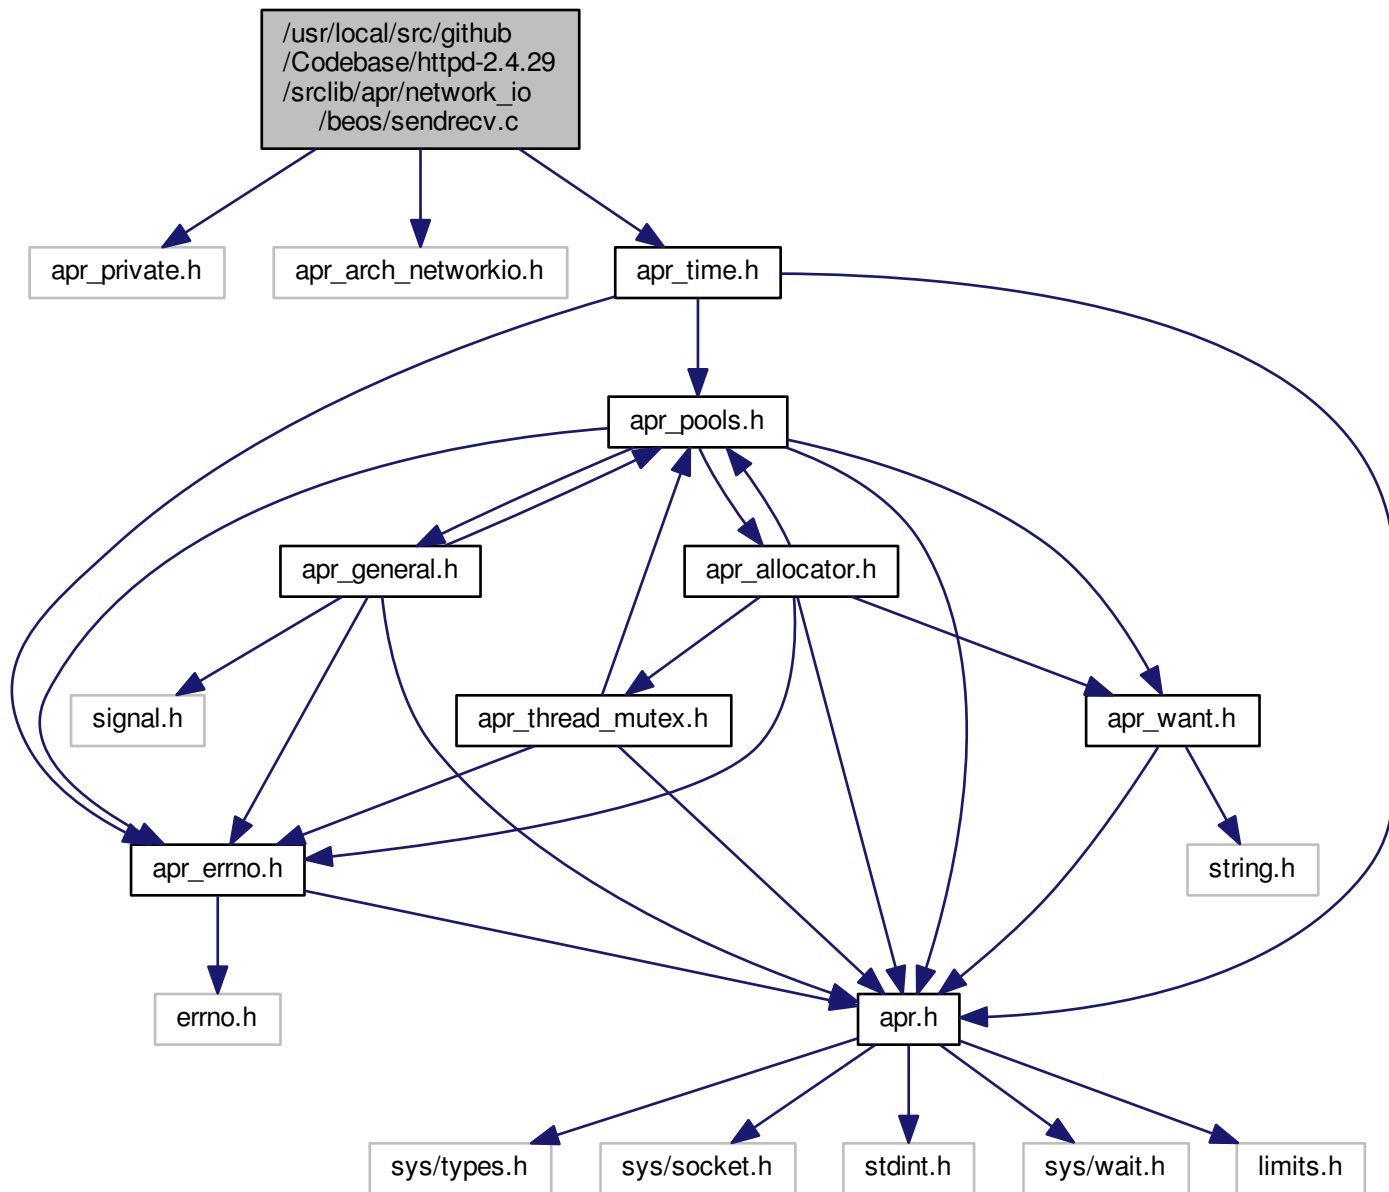 /usr/local/src/github
/Codebase/httpd-2.4.29
/srclib/apr/network_io
/beos/sendrecv.c
apr_private.h
apr_arch_networkio.h
apr_time.h
apr_pools.h
apr_general.h
apr_allocator.h
signal.h
apr_thread_mutex.h
apr_want.h
apr_errno.h
string.h
errno.h
apr.h
sys/types.h
sys/socket.h
stdint.h
sys/wait.h
limits.h